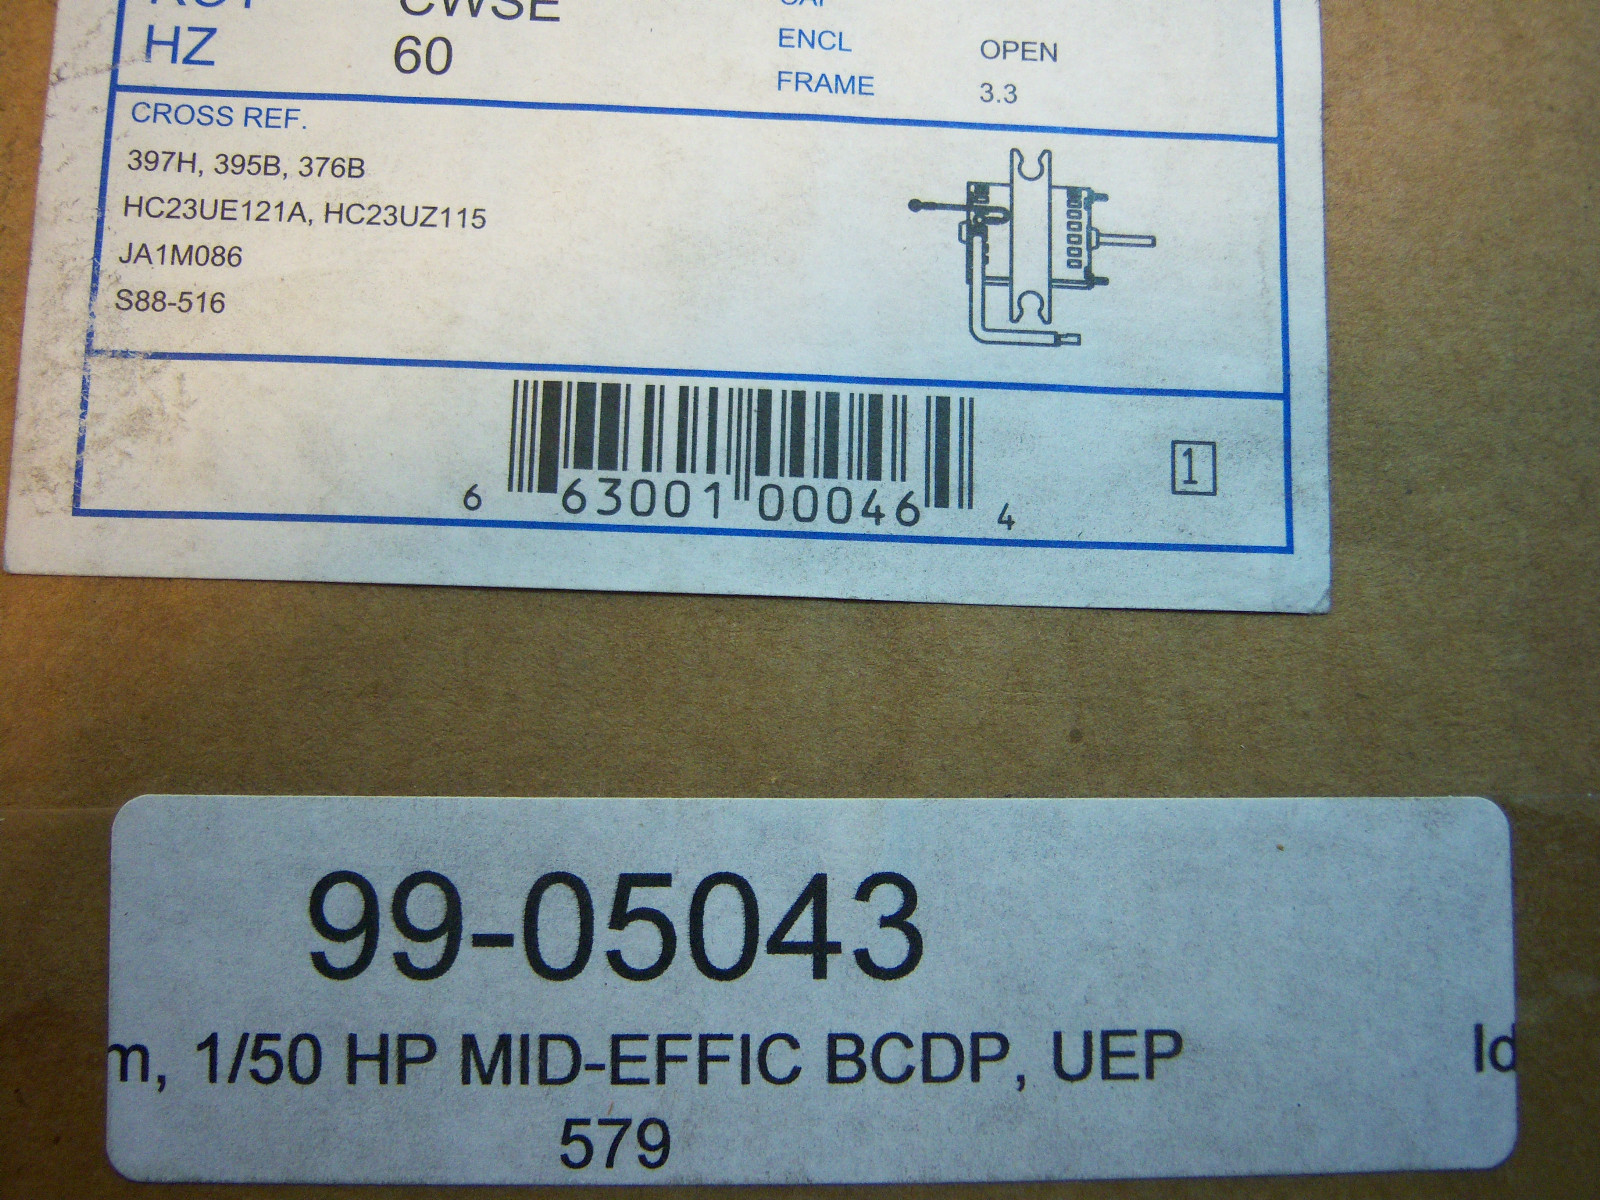 CWSE
HZ 60
ENCL OPEN
FRAME 3.3
CROSS REF.
397H, 395B, 376B
HC23UE121A, HC23UZ115
JA1M086
S88-516
6 63001 00046 4
1
99-05043
m, 1/50 HP MID-EFFIC BCDP, UEP
579